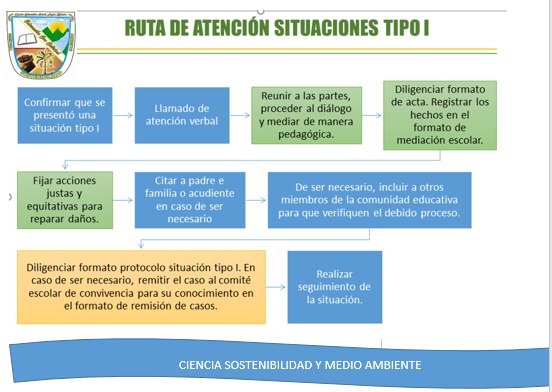 RUTA DE ATENCIÓN SITUACIONES TIPO I
Confirmar que se
presentó una
situación tipo I
Llamado de
atención verbal
Reunir a las partes,
proceder al diálogo
y mediar de manera
pedagógica.
Diligenciar formato
de acta. Registrar los
hechos en el
formato de
mediación escolar.
Fijar acciones
justas y
equitativas para
reparar daños.
Citar a padre e
familia o acudiente
en caso de ser
necesario
De ser necesario, incluir a otros
miembros de la comunidad educativa
para que verifiquen el debido proceso.
Diligenciar formato protocolo situación tipo I. En
caso de ser necesario, remitir el caso al comité
escolar de convivencia para su conocimiento en
el formato de remisión de casos.
Realizar
seguimiento de
la situación.
CIENCIA SOSTENIBILIDAD Y MEDIO AMBIENTE